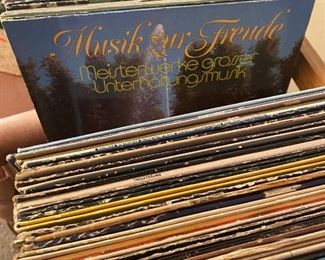 Musik zur Freude
Meisterwerke grosser
Unterhaltungsmusik